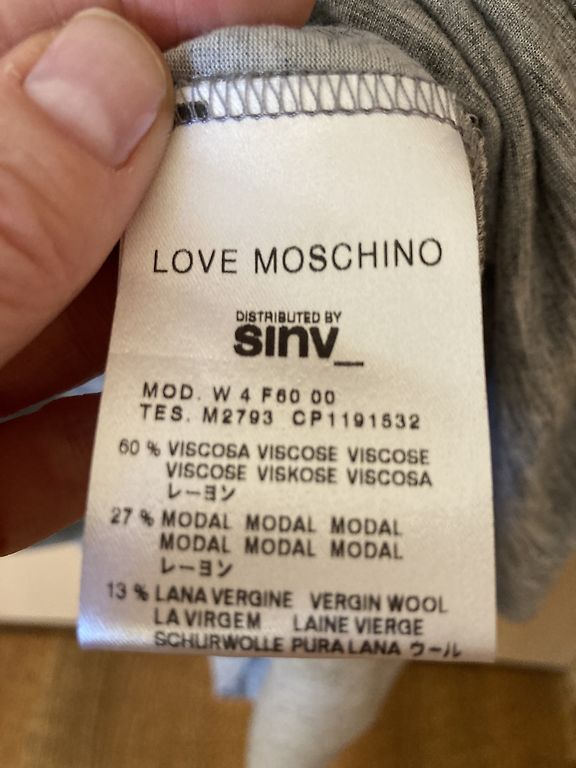 LOVE MOSCHINO
DISTRIBUTED BY
sinv_
MOD. W 4 F60 00
TES. M2793 CP1191532
60 % VISCOSA VISCOSE VISCOSE
VISCOSE VISKOSE VISCOSA
レーヨン
27 % MODAL MODAL MODAL
MODAL MODAL MODAL
レーヨン
13 % LANA VERGINE VERGIN WOOL
LA VIRGEM LAINE VIERGE
SCHURWOLLE PURA LANA ウール